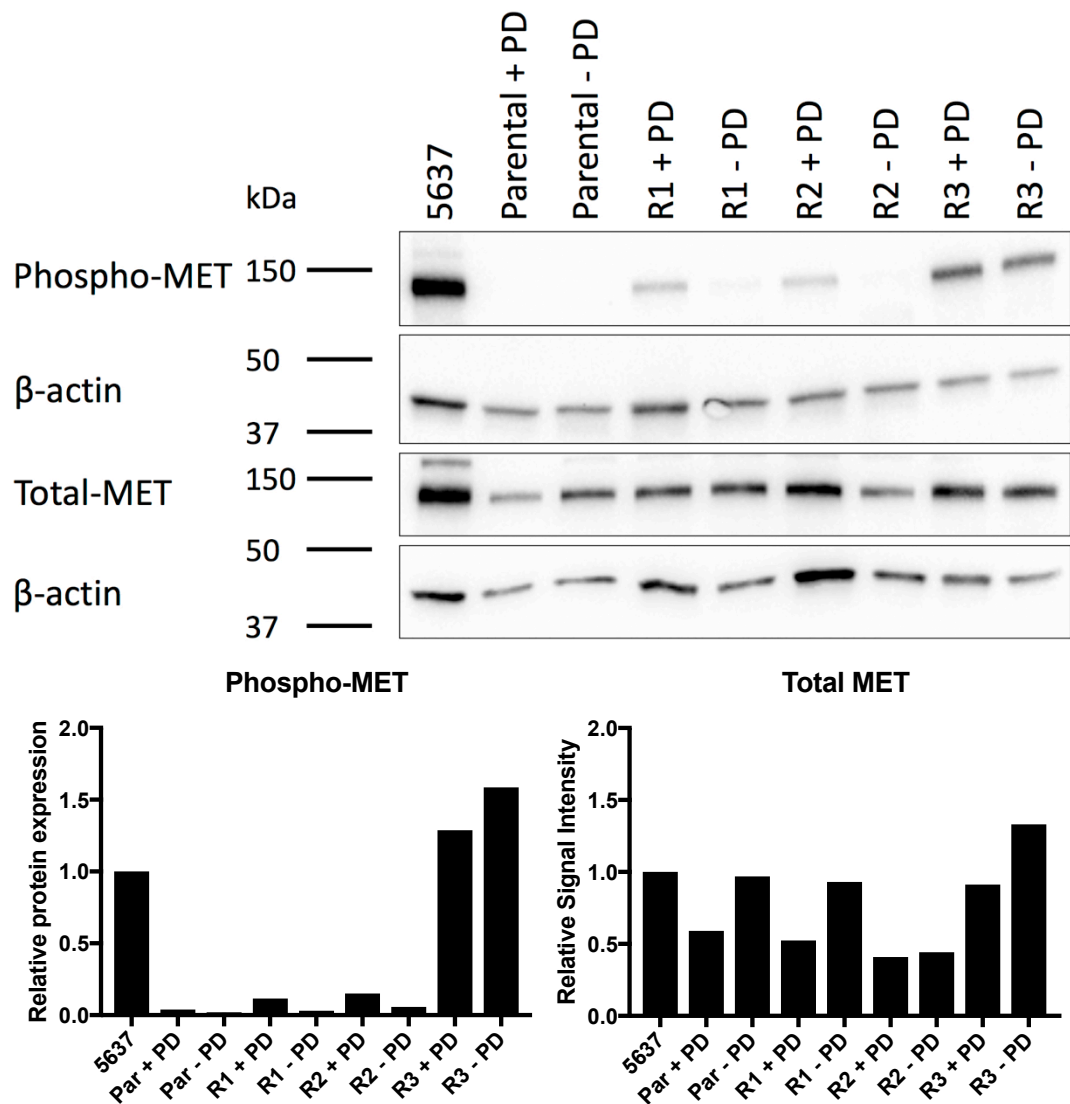 5637
Parental + PD
Parental - PD
R1 + PD
R1 - PD
R2 + PD
R2 - PD
R3 + PD
R3 - PD
kDa
Phospho-MET 150
50
β-actin
37
Total-MET 150
50
β-actin
37
Phospho-MET
Relative protein expression
2.0
1.5
1.0
0.5
0.0
5637
Par + PD
Par - PD
R1 + PD
R1 - PD
R2 + PD
R2 - PD
R3 + PD
R3 - PD
Total MET
Relative Signal Intensity
2.0
1.5
1.0
0.5
0.0
5637
Par + PD
Par - PD
R1 + PD
R1 - PD
R2 + PD
R2 - PD
R3 + PD
R3 - PD